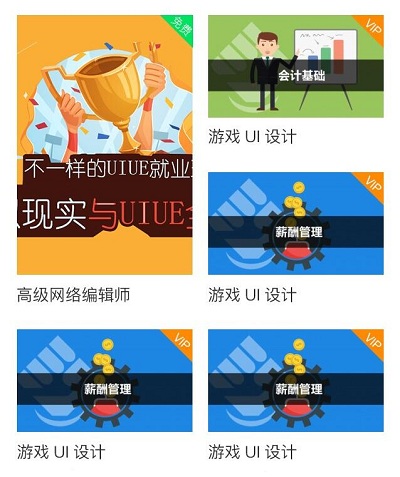 免费
不一样的UIUE就业
现实与UIUE
高级网络编辑师
VIP
会计基础
游戏 UI 设计
VIP
薪酬管理
游戏 UI 设计
VIP
薪酬管理
游戏 UI 设计
VIP
薪酬管理
游戏 UI 设计